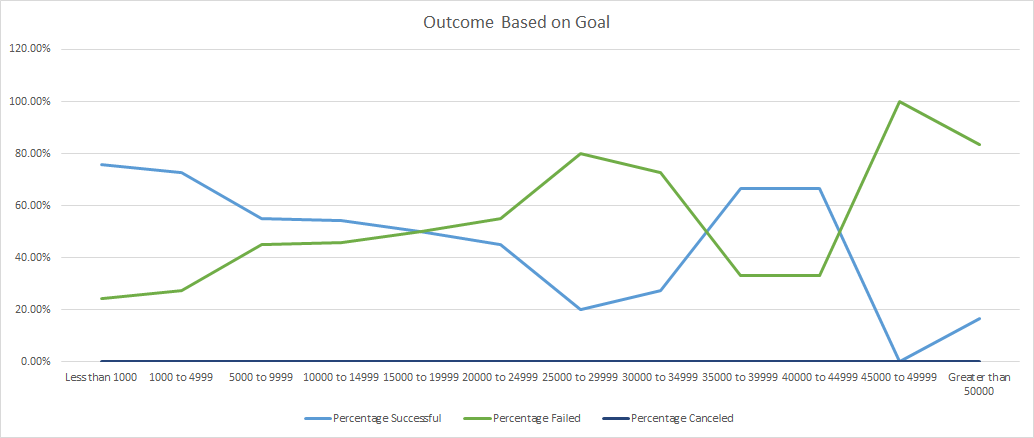 Outcome Based on Goal
120.00%
100.00%
80.00%
60.00%
40.00%
20.00%
0.00%
Less than 1000 1000 to 4999 5000 to 9999 10000 to 14999 15000 to 19999 20000 to 24999 25000 to 29999 30000 to 34999 35000 to 39999 40000 to 44999 45000 to 49999 Greater than
50000
Percentage Successful Percentage Failed Percentage Canceled